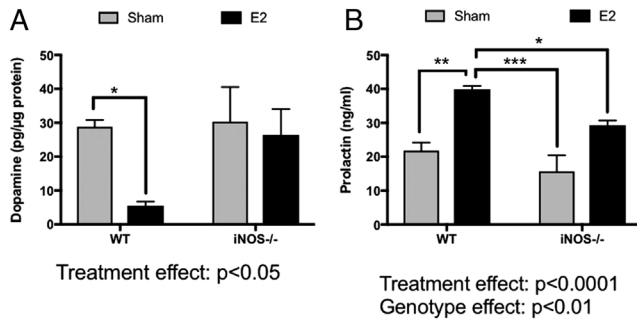 A
Sham
E2
Dopamine (pg/µg protein)
50
40
30
20
10
0
*
WT
iNOS-/-
Treatment effect: p<0.05
B
Sham
E2
Prolactin (ng/ml)
50
40
30
20
10
0
**
***
*
WT
iNOS-/-
Treatment effect: p<0.0001
Genotype effect: p<0.01